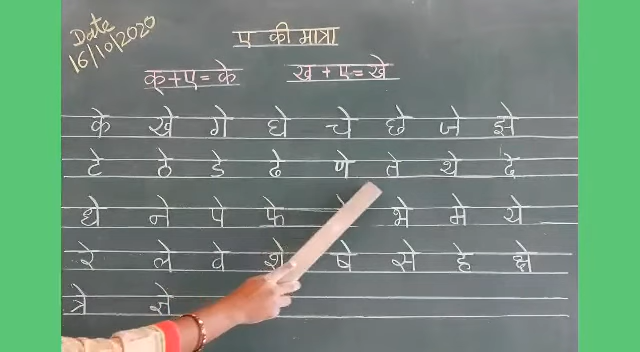 Date
16/10/2020
ए की मात्रा
क् + ए = के ख + ए = खे
के खे गे घे चे छे जे झे
टे ठे डे ढे णे ते थे दे
धे ने पे फे भे मे ये
रे ले वे शे षे से हे क्षे
त्रे ज्ञे